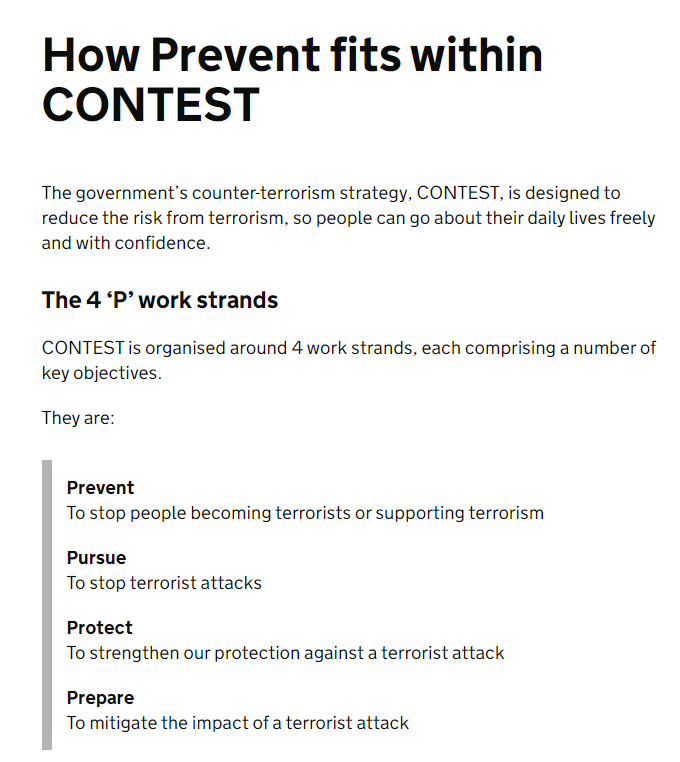 How Prevent fits within
CONTEST
The government’s counter-terrorism strategy, CONTEST, is designed to
reduce the risk from terrorism, so people can go about their daily lives freely
and with confidence.
The 4 ‘P’ work strands
CONTEST is organised around 4 work strands, each comprising a number of
key objectives.
They are:
Prevent
To stop people becoming terrorists or supporting terrorism
Pursue
To stop terrorist attacks
Protect
To strengthen our protection against a terrorist attack
Prepare
To mitigate the impact of a terrorist attack